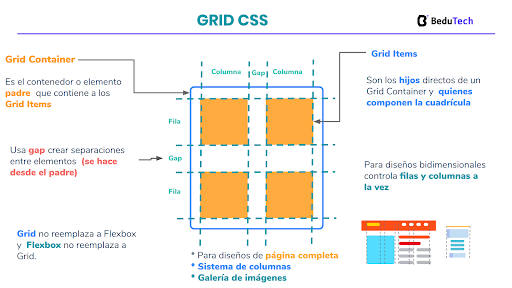 GRID CSS
BeduTech
Grid Container
Es el contenedor o elemento
padre que contiene a los
Grid Items
Columna
Gap
Columna
Grid Items
Son los hijos directos de un
Grid Container y quienes
componen la cuadrícula
Fila
Gap
Fila
Usa gap crear separaciones
entre elementos (se hace
desde el padre)
Para diseños bidimensionales
controla filas y columnas a
la vez
Grid no reemplaza a Flexbox
y Flexbox no reemplaza a
Grid.
* Para diseños de página completa
* Sistema de columnas
* Galería de imágenes